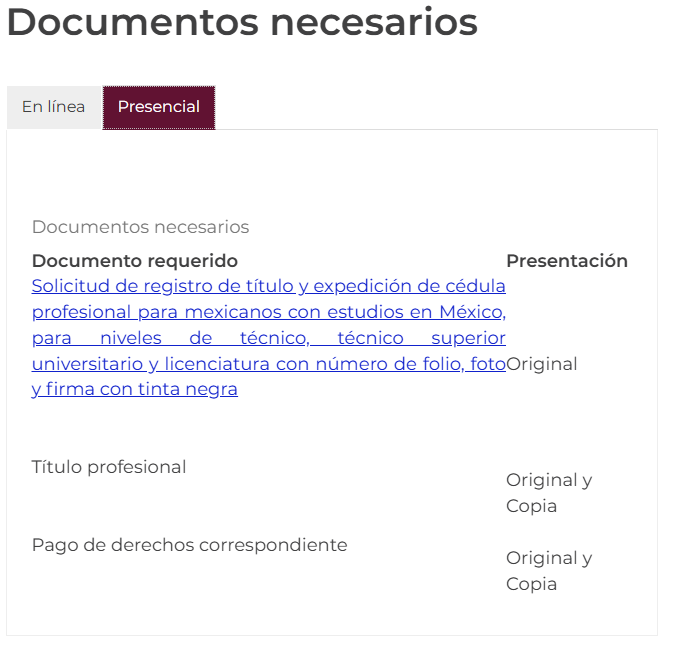 Documentos necesarios
En línea
Presencial
Documentos necesarios
Documento requerido
Presentación
Solicitud de registro de título y expedición de cédula
profesional para mexicanos con estudios en México,
para niveles de técnico, técnico superior
universitario y licenciatura con número de folio, foto
y firma con tinta negra
Original
Título profesional
Original y
Copia
Pago de derechos correspondiente
Original y
Copia